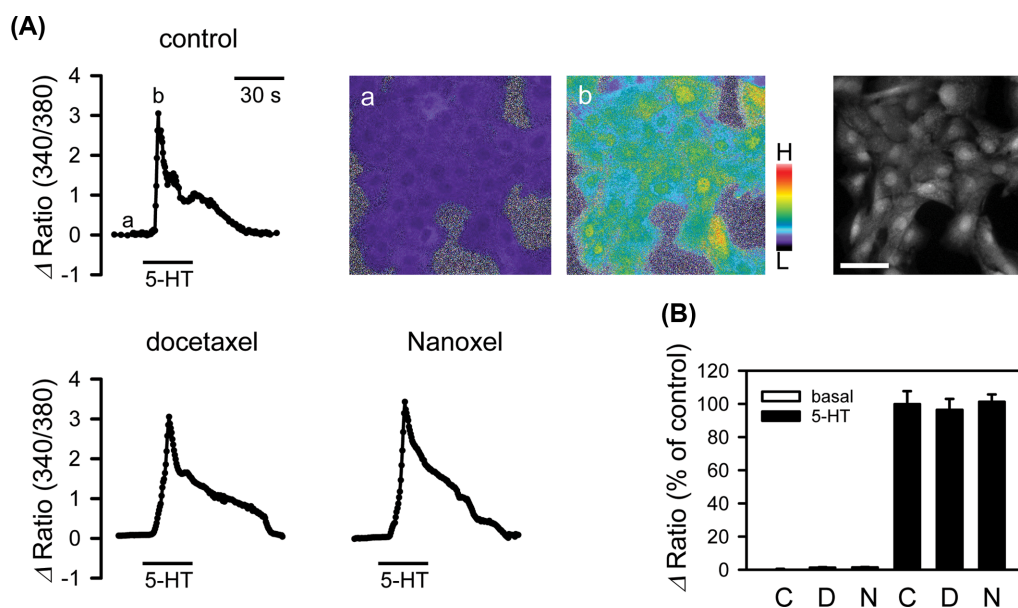 (A)
control
Δ Ratio (340/380)
4
3
2
1
0
-1
a
b
30 s
5-HT
a
b
H
L
docetaxel
Δ Ratio (340/380)
4
3
2
1
0
-1
5-HT
Nanoxel
5-HT
(B)
Δ Ratio (% of control)
120
100
80
60
40
20
0
basal
5-HT
C D N C D N